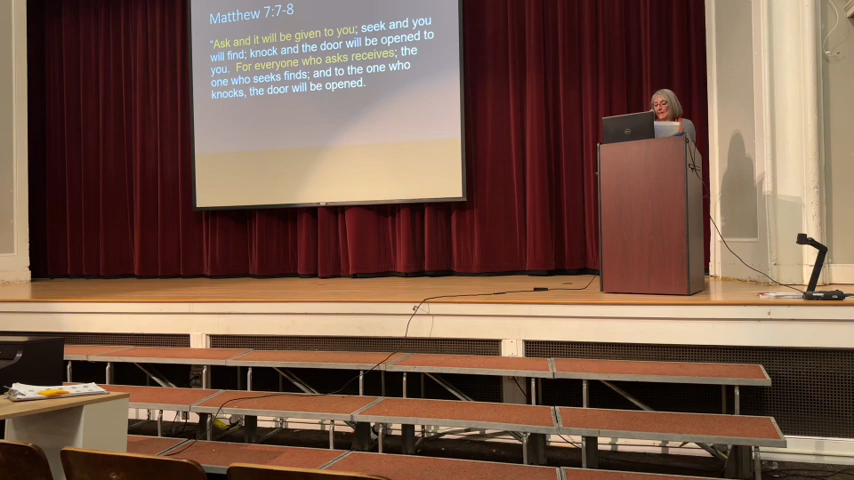 Matthew 7:7-8
“Ask and it will be given to you; seek and you
will find; knock and the door will be opened to
you. For everyone who asks receives; the
one who seeks finds; and to the one who
knocks, the door will be opened.